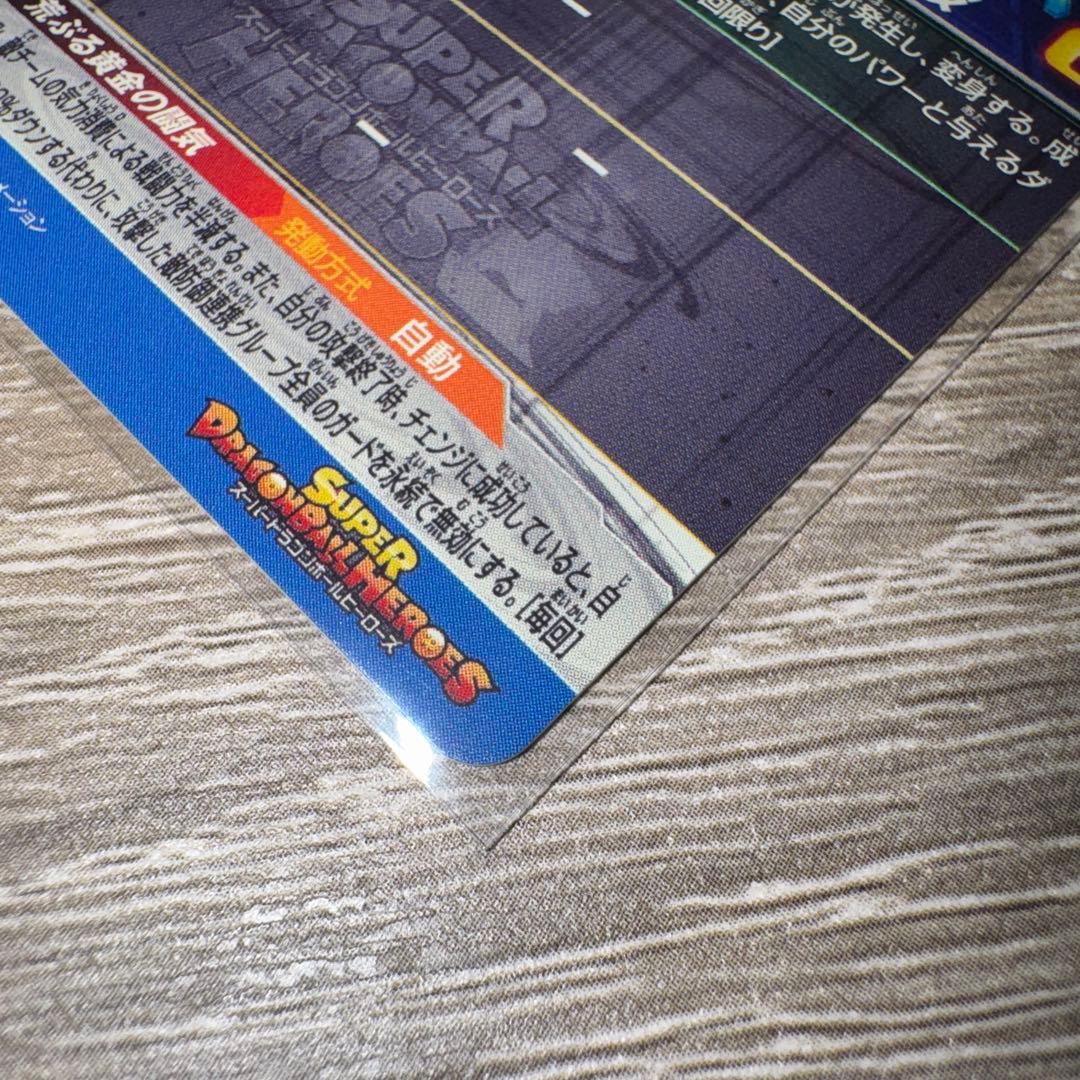 が発生し、変身する。成
、自分のパワーと与えるダ
回限り]
SUPER
DRAGONBALL
HEROES
スーパードラゴンボールヒーローズ
荒ぶる黄金の闘気
発動方式 自動
敵チームの気力消費による戦闘力を半減する。また、自分の攻撃終了時、チェンジに成功していると、自
%ダウンする代わりに、攻撃した敵防御連携グループ全員のガードを永続で無効にする。[毎回]
SUPER
DRAGONBALL HEROES
スーパードラゴンボールヒーローズ